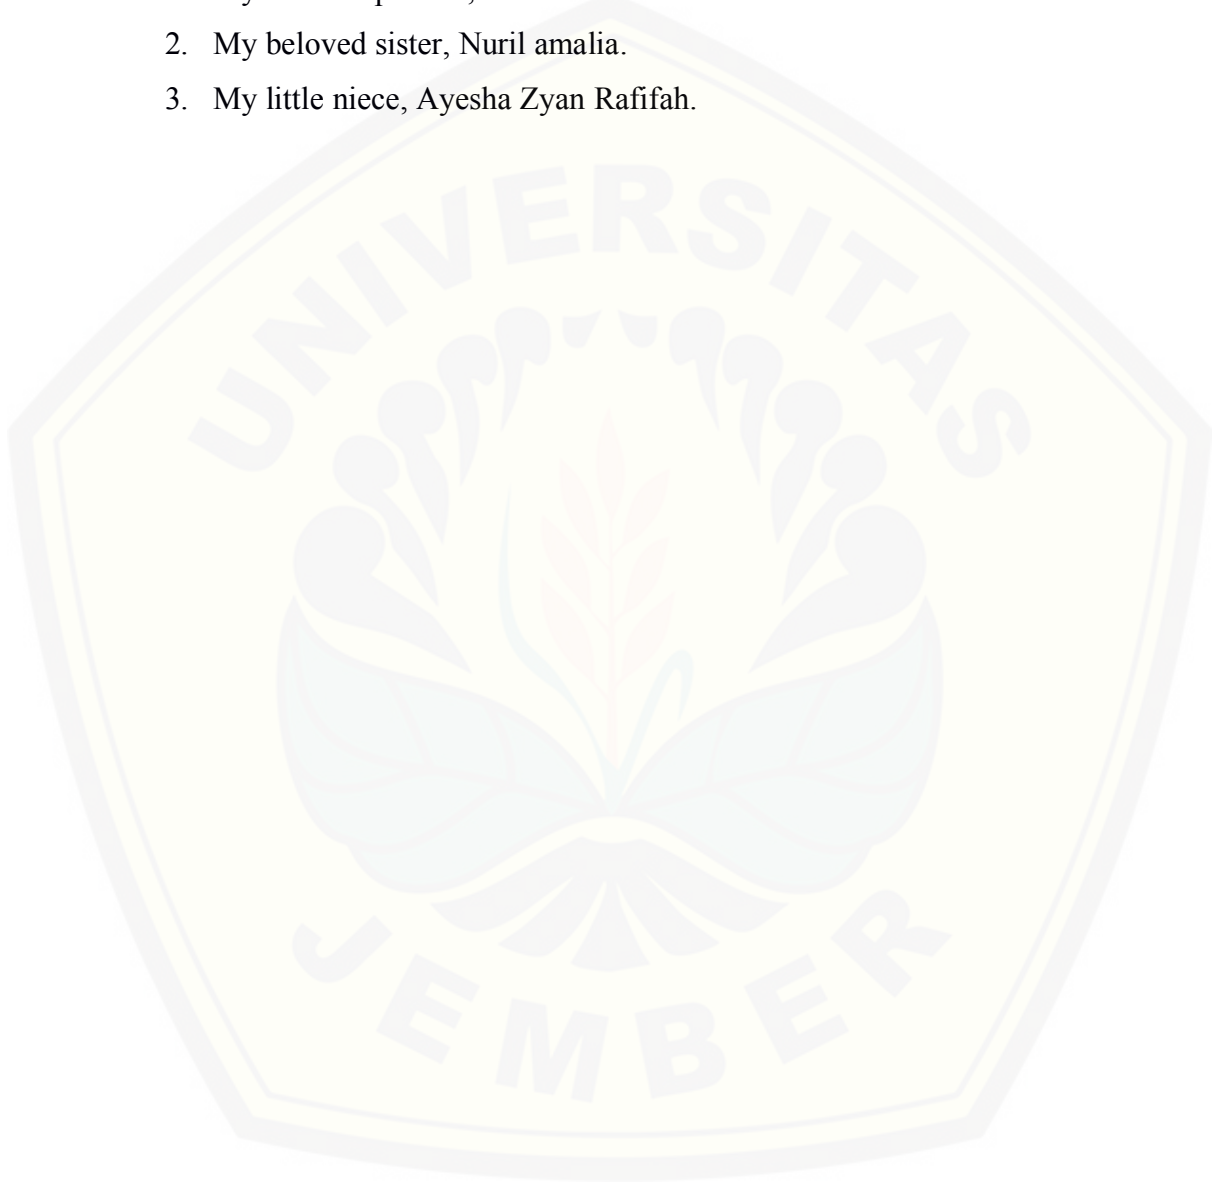 2. My beloved sister, Nuril amalia.
3. My little niece, Ayesha Zyan Rafifah.
UNIVERSITAS
JEMBER